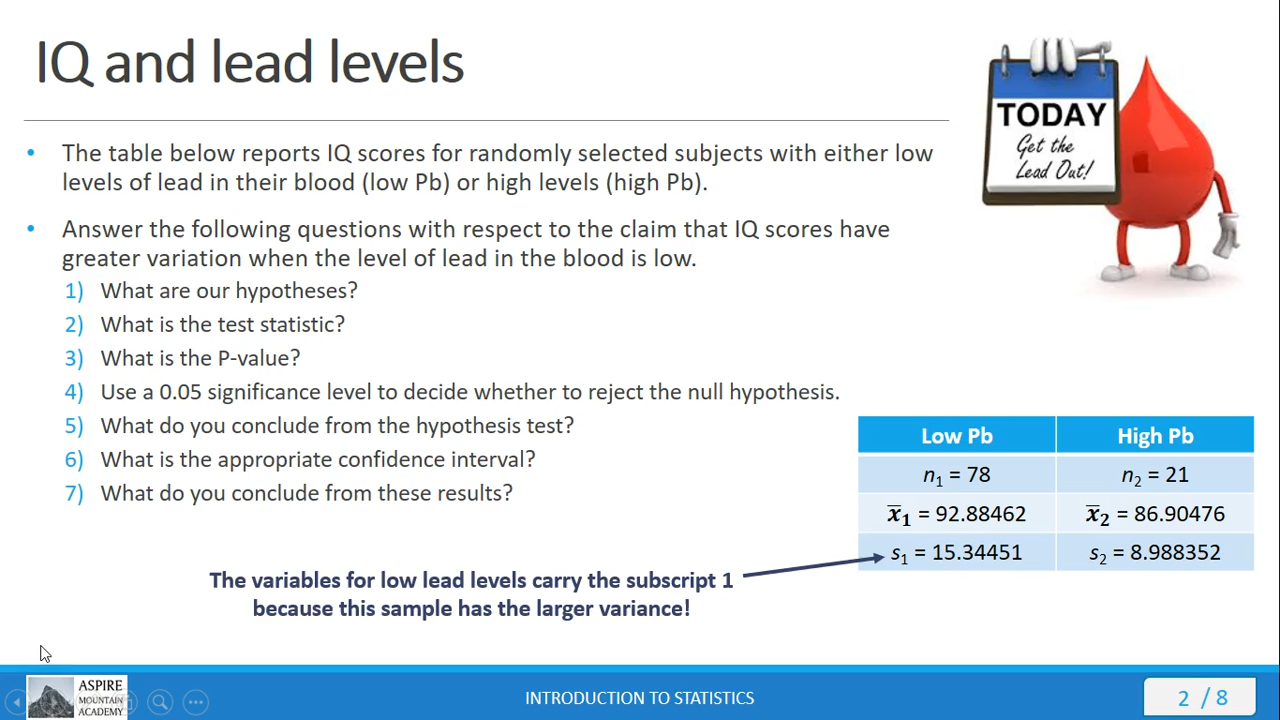 IQ and lead levels
TODAY
Get the
Lead Out!
• The table below reports IQ scores for randomly selected subjects with either low
levels of lead in their blood (low Pb) or high levels (high Pb).
• Answer the following questions with respect to the claim that IQ scores have
greater variation when the level of lead in the blood is low.
1) What are our hypotheses?
2) What is the test statistic?
3) What is the P-value?
4) Use a 0.05 significance level to decide whether to reject the null hypothesis.
5) What do you conclude from the hypothesis test?
6) What is the appropriate confidence interval?
7) What do you conclude from these results?
Low Pb High Pb
n₁ = 78 n₂ = 21
x̄₁ = 92.88462 x̄₂ = 86.90476
s₁ = 15.34451 s₂ = 8.988352
The variables for low lead levels carry the subscript 1
because this sample has the larger variance!
ASPIRE
MOUNTAIN
ACADEMY
INTRODUCTION TO STATISTICS
2 / 8